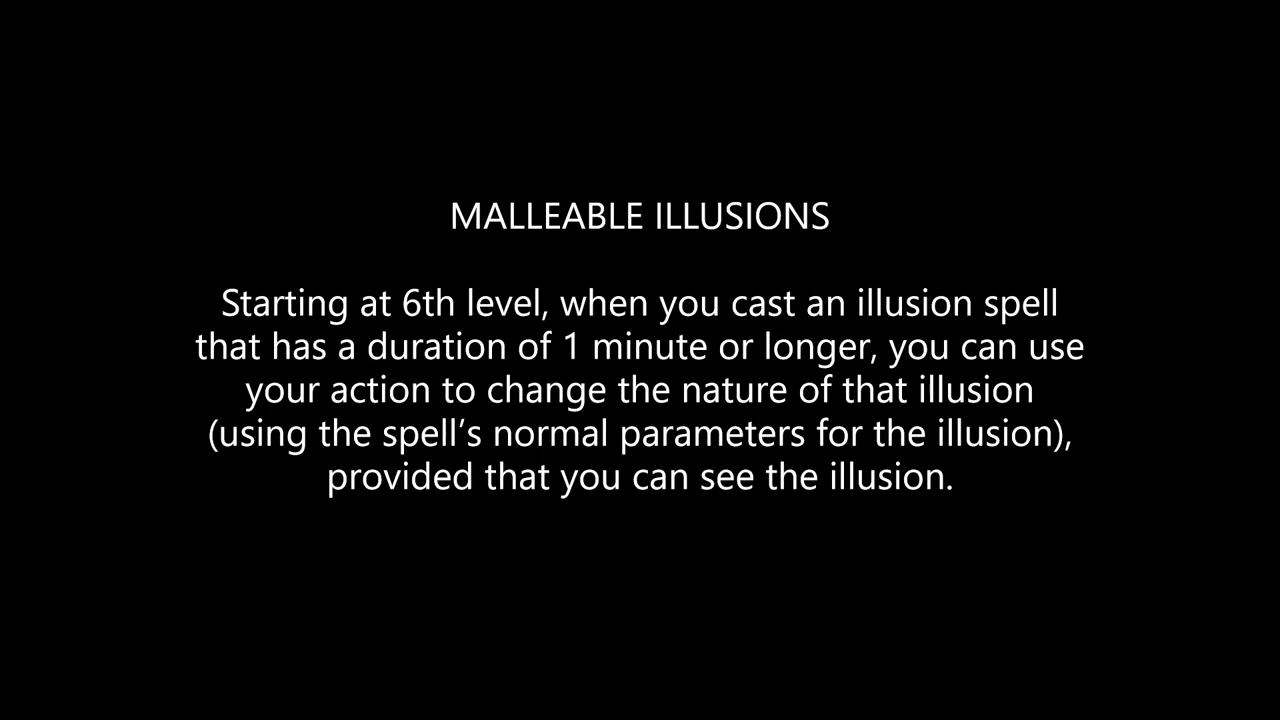 MALLEABLE ILLUSIONS
Starting at 6th level, when you cast an illusion spell
that has a duration of 1 minute or longer, you can use
your action to change the nature of that illusion
(using the spell’s normal parameters for the illusion),
provided that you can see the illusion.